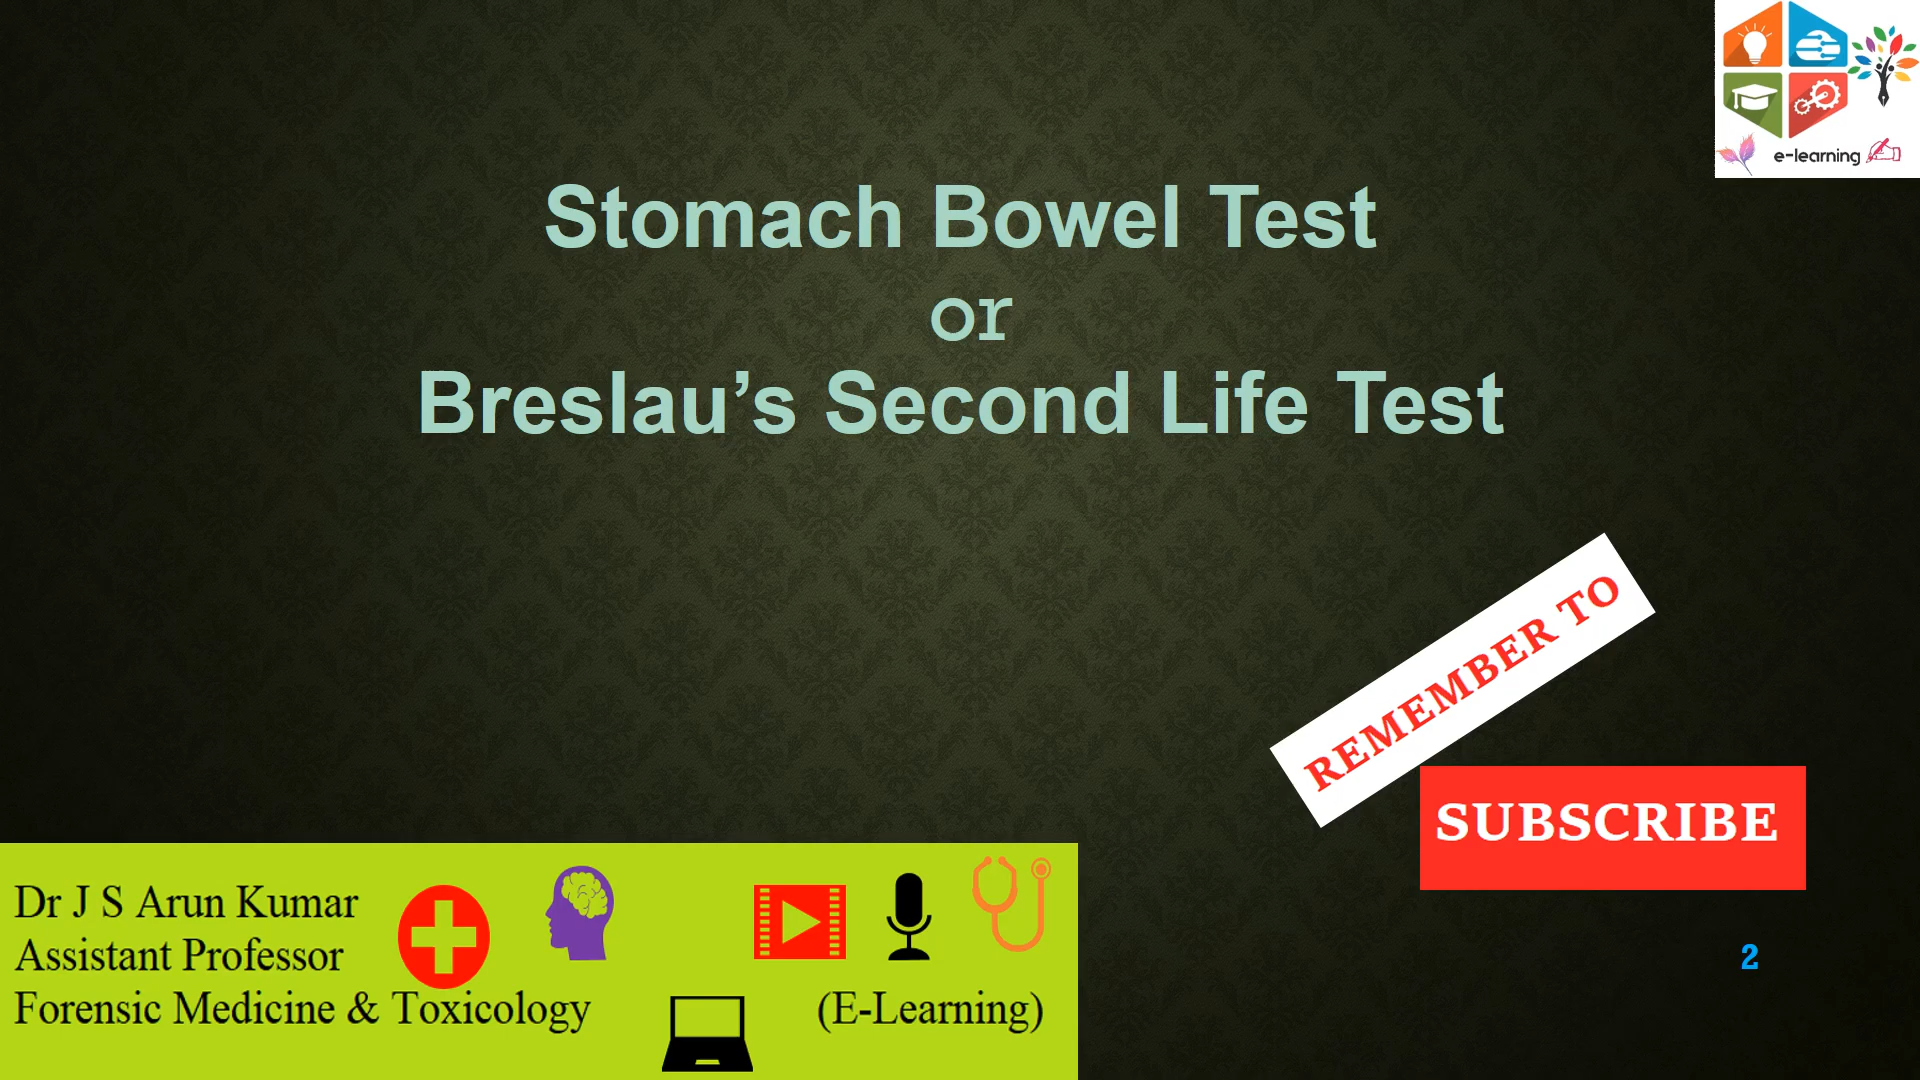 e-learning
Stomach Bowel Test
or
Breslau’s Second Life Test
REMEMBER TO
SUBSCRIBE
Dr J S Arun Kumar
Assistant Professor
Forensic Medicine & Toxicology
(E-Learning)
2